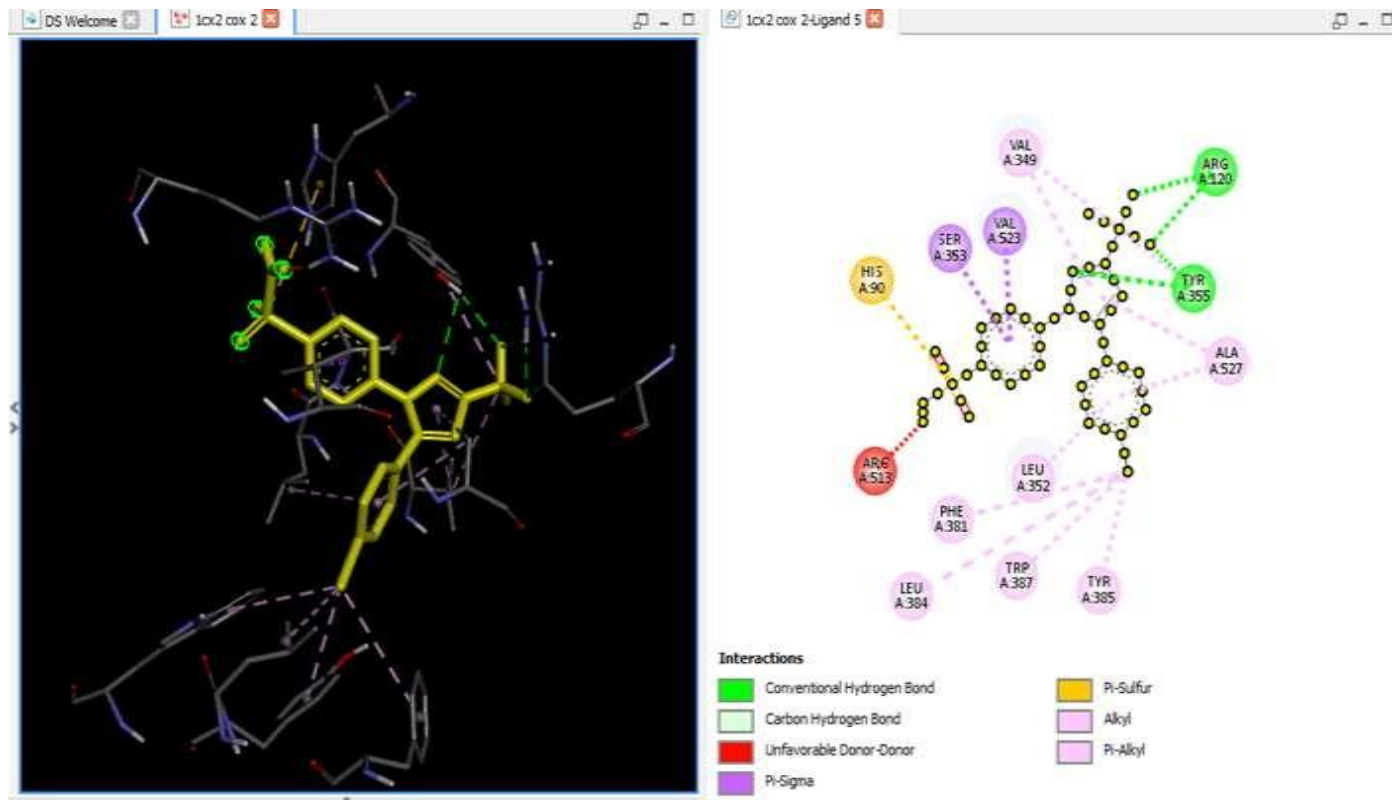 DS Welcome
1cx2 cox 2
1cx2 cox 2-Ligand 5
VAL
A:349
ARG
A:120
SER
A:353
VAL
A:523
HIS
A:90
TYR
A:355
ALA
A:527
ARG
A:513
LEU
A:352
PHE
A:381
LEU
A:384
TRP
A:387
TYR
A:385
Interactions
Conventional Hydrogen Bond
Carbon Hydrogen Bond
Unfavorable Donor-Donor
Pi-Sigma
Pi-Sulfur
Alkyl
Pi-Alkyl